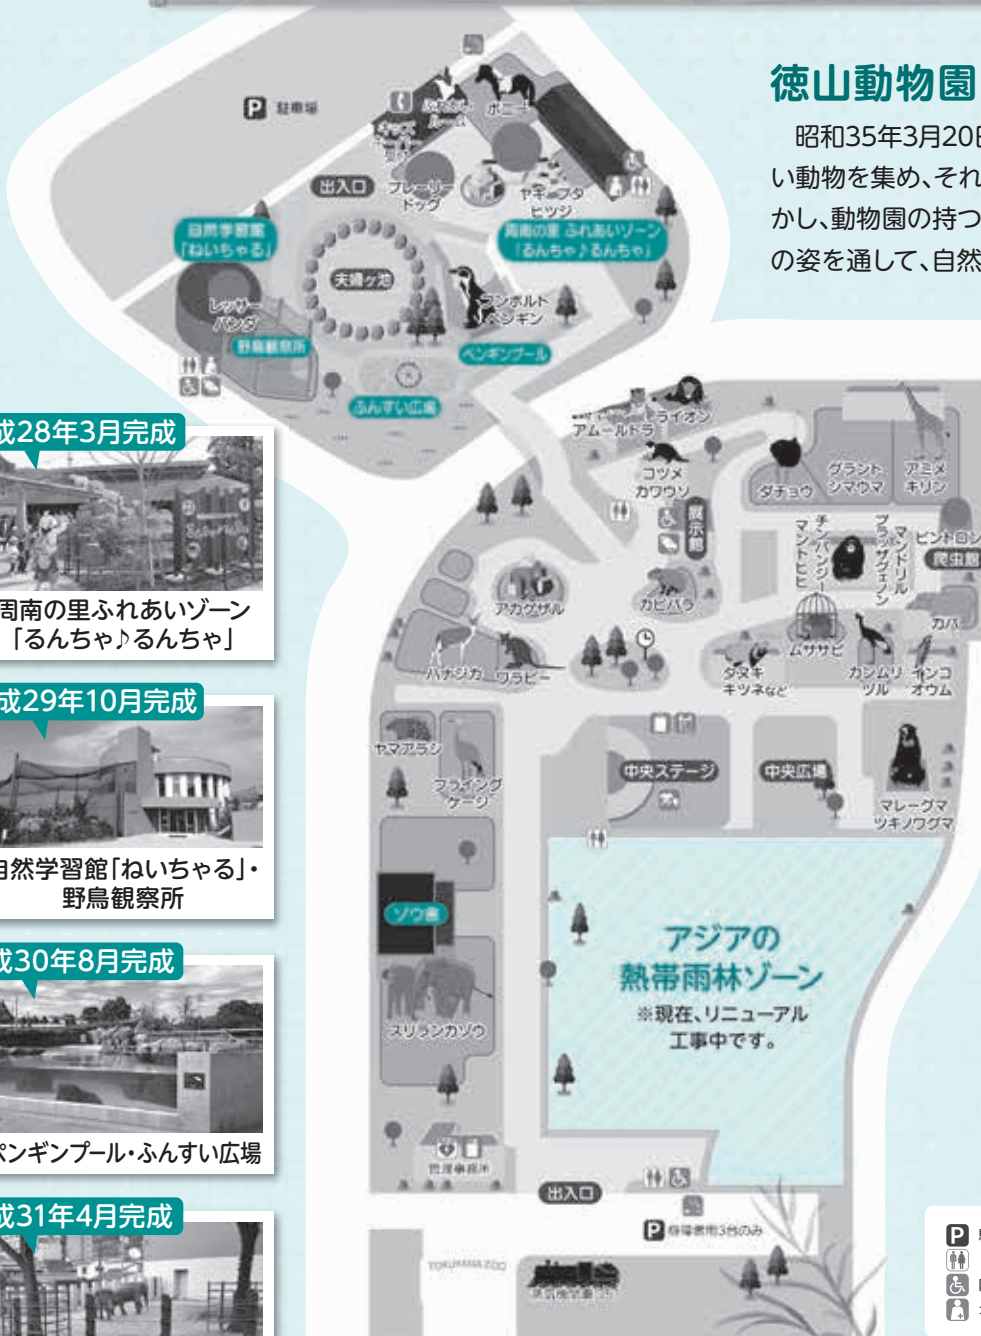 徳山動物園
昭和35年3月20日
い動物を集め、それ
かし、動物園の持つ
の姿を通して、自然
P 駐車場
ふれあい
ルーム
ポニー
キッズ
出入口
プレーリー
ドッグ
ヤギ・ブタ
ヒツジ
自然学習館
「ねいちゃる」
周南の里 ふれあいゾーン
「るんちゃ♪るんちゃ」
夫婦ヶ池
レッサー
パンダ
フンボルト
ペンギン
野鳥観察所
ペンギンプール
ふんすい広場
成28年3月完成
周南の里ふれあいゾーン
「るんちゃ♪るんちゃ」
成29年10月完成
自然学習館「ねいちゃる」・
野鳥観察所
成30年8月完成
ペンギンプール・ふんすい広場
成31年4月完成
ライオン
アムールトラ
コツメ
カワウソ
展示館
ダチョウ
グラント
シマウマ
アミメ
キリン
マントヒヒ
チンパンジー
ブラッザグェノン
マンドリル
ビントロン
爬虫館
アカゲザル
カピバラ
ムササビ
カバ
ハナジカ
ワラビー
タヌキ
キツネなど
カンムリ
ヅル
インコ
オウム
ヤマアラシ
フライング
ケージ
中央ステージ
中央広場
マレーグマ
ツキノワグマ
ゾウ舎
スリランカゾウ
アジアの
熱帯雨林ゾーン
※現在、リニューアル
工事中です。
管理事務所
出入口
P 障害者用3台のみ
TOKUYAMA ZOO
P